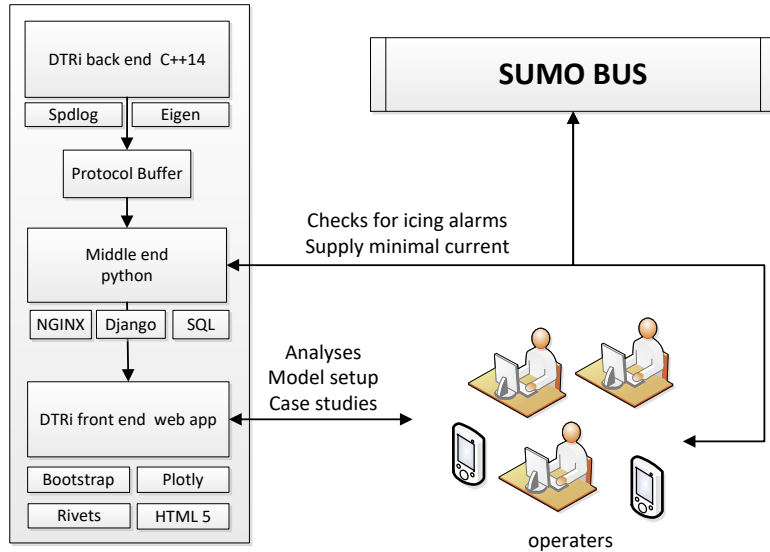 DTRi back end C++14
Spdlog
Eigen
Protocol Buffer
Middle end
python
NGINX
Django
SQL
DTRi front end web app
Bootstrap
Plotly
Rivets
HTML 5
SUMO BUS
Checks for icing alarms
Supply minimal current
Analyses
Model setup
Case studies
operaters